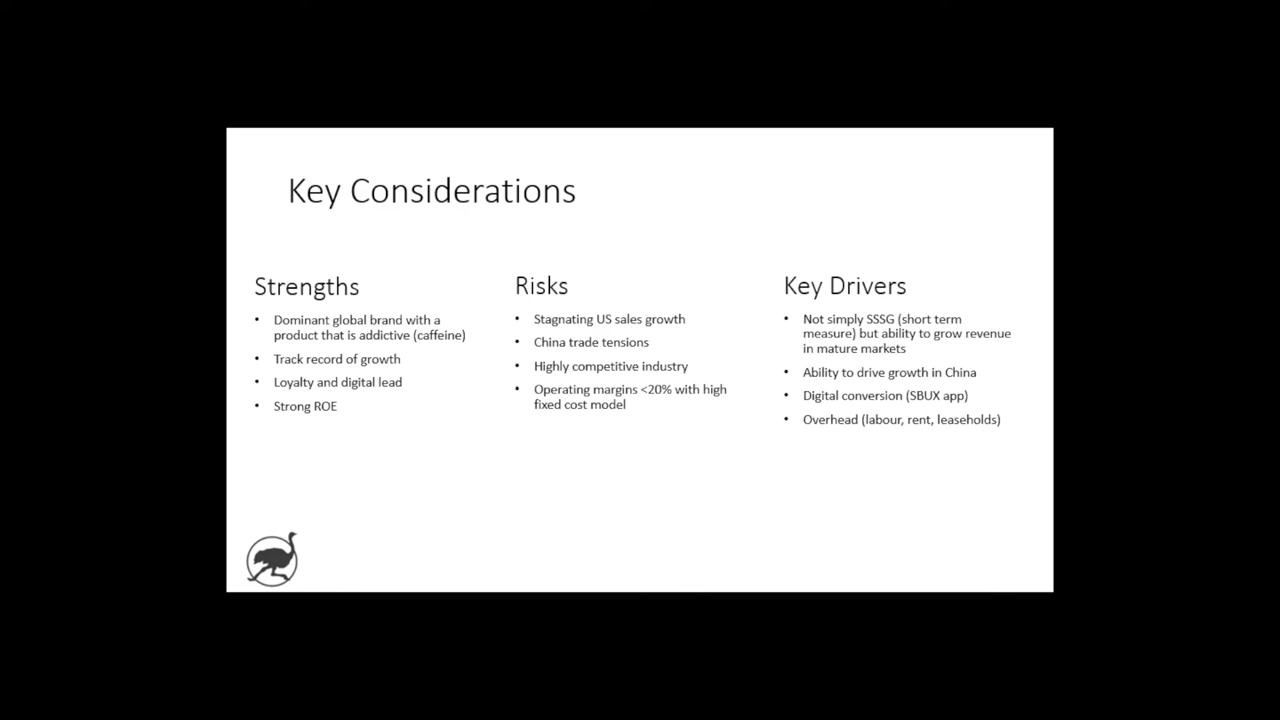 Key Considerations
Strengths
• Dominant global brand with a
product that is addictive (caffeine)
• Track record of growth
• Loyalty and digital lead
• Strong ROE
Risks
• Stagnating US sales growth
• China trade tensions
• Highly competitive industry
• Operating margins <20% with high
fixed cost model
Key Drivers
• Not simply SSSG (short term
measure) but ability to grow revenue
in mature markets
• Ability to drive growth in China
• Digital conversion (SBUX app)
• Overhead (labour, rent, leaseholds)